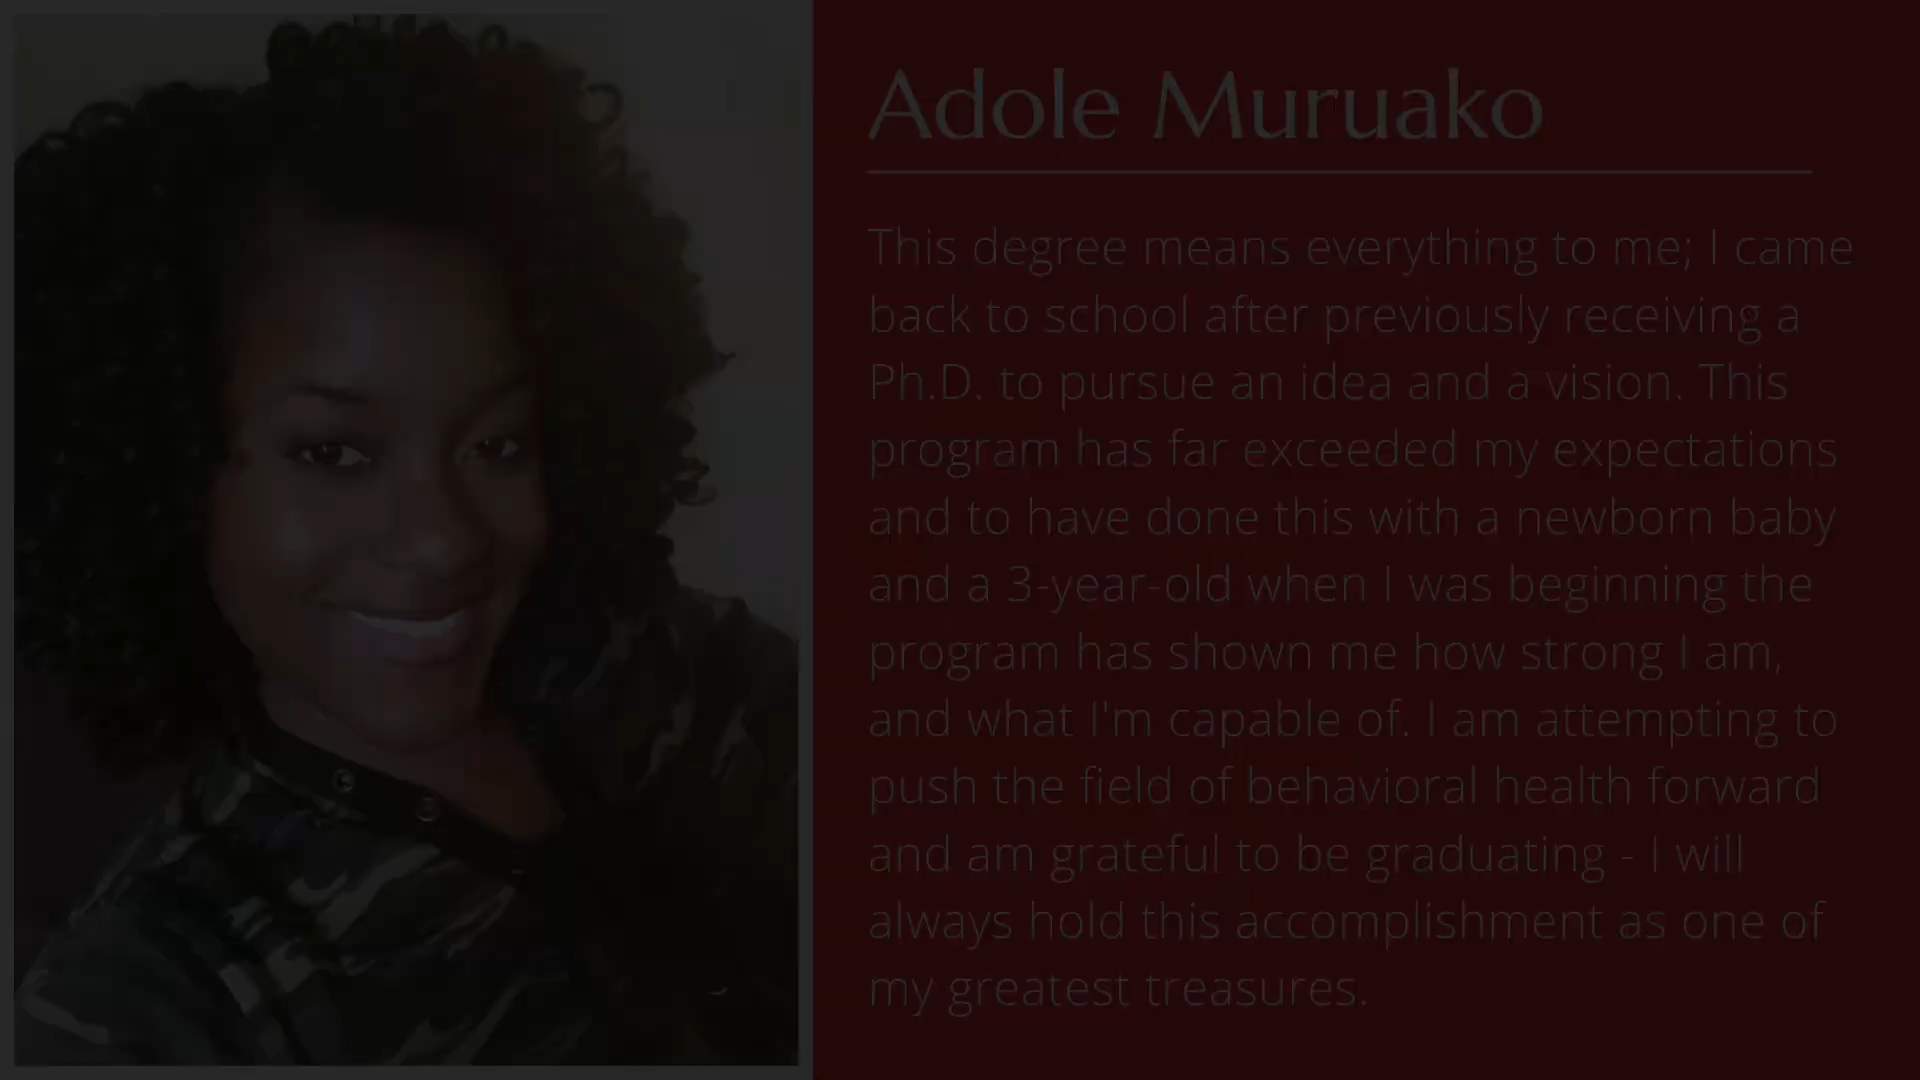 Adole Muruako
This degree means everything to me; I came
back to school after previously receiving a
Ph.D. to pursue an idea and a vision. This
program has far exceeded my expectations
and to have done this with a newborn baby
and a 3-year-old when I was beginning the
program has shown me how strong I am,
and what I'm capable of. I am attempting to
push the field of behavioral health forward
and am grateful to be graduating - I will
always hold this accomplishment as one of
my greatest treasures.